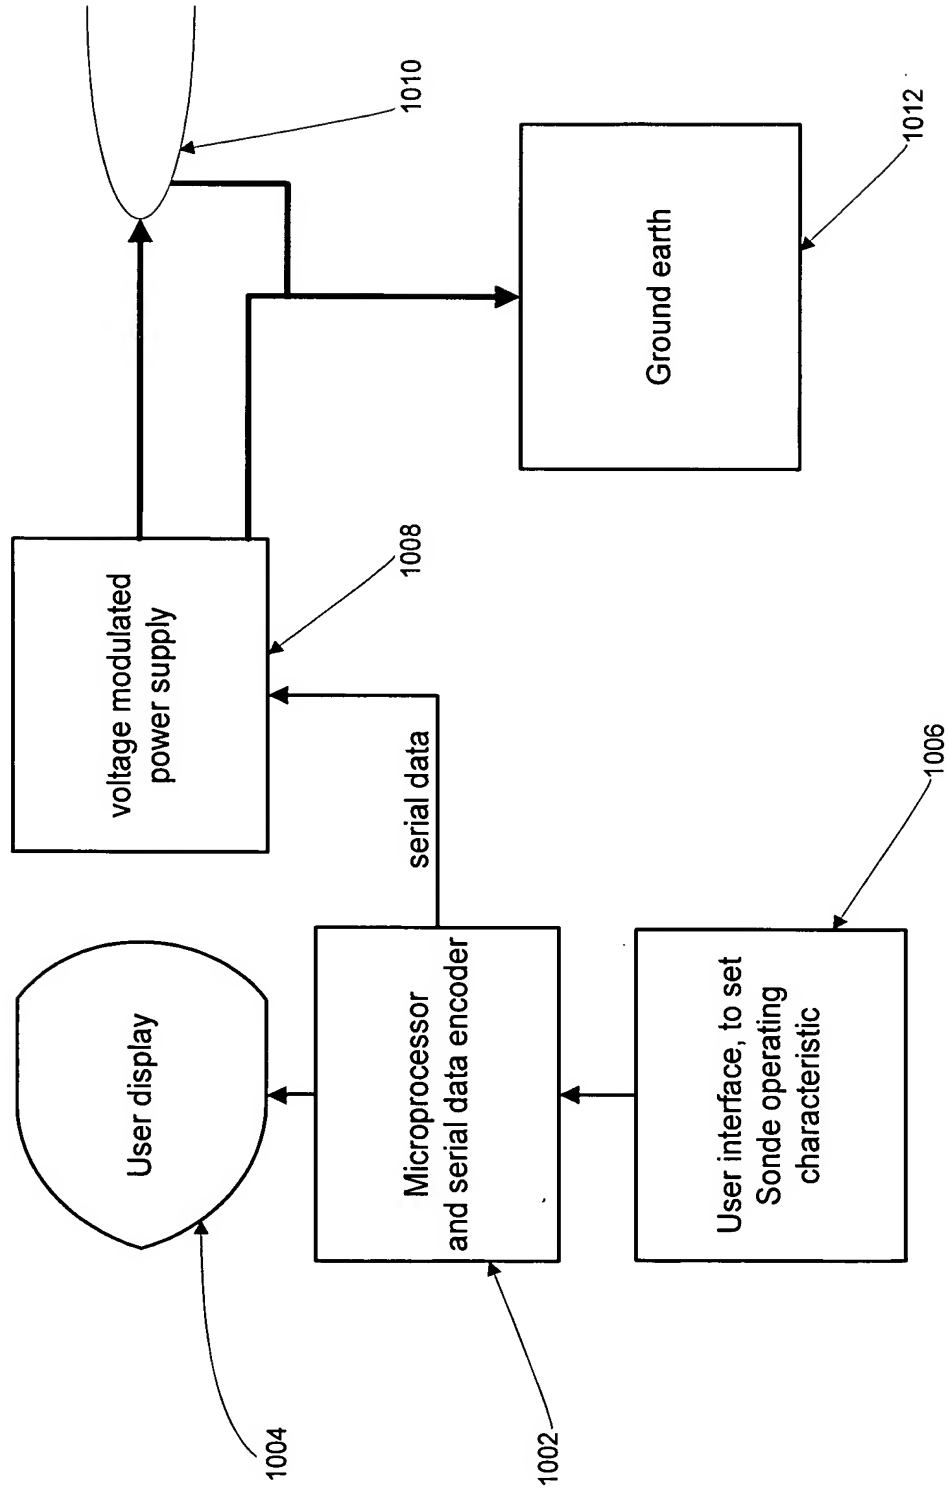 1004
User display
voltage modulated
power supply
1008
1010
1002
Microprocessor
and serial data encoder
serial data
User interface, to set
Sonde operating
characteristic
1006
Ground earth
1012